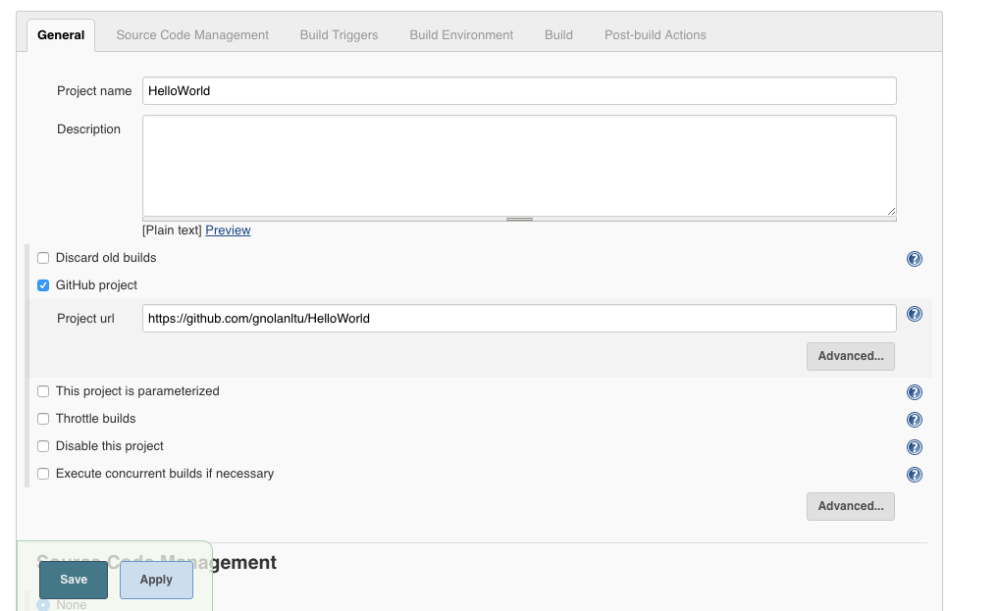 General Source Code Management Build Triggers Build Environment Build Post-build Actions
Project name HelloWorld
Description
[Plain text] Preview
Discard old builds
GitHub project
Project url https://github.com/gnolanltu/HelloWorld
Advanced...
This project is parameterized
Throttle builds
Disable this project
Execute concurrent builds if necessary
Advanced...
Source Code Management
Save Apply
None